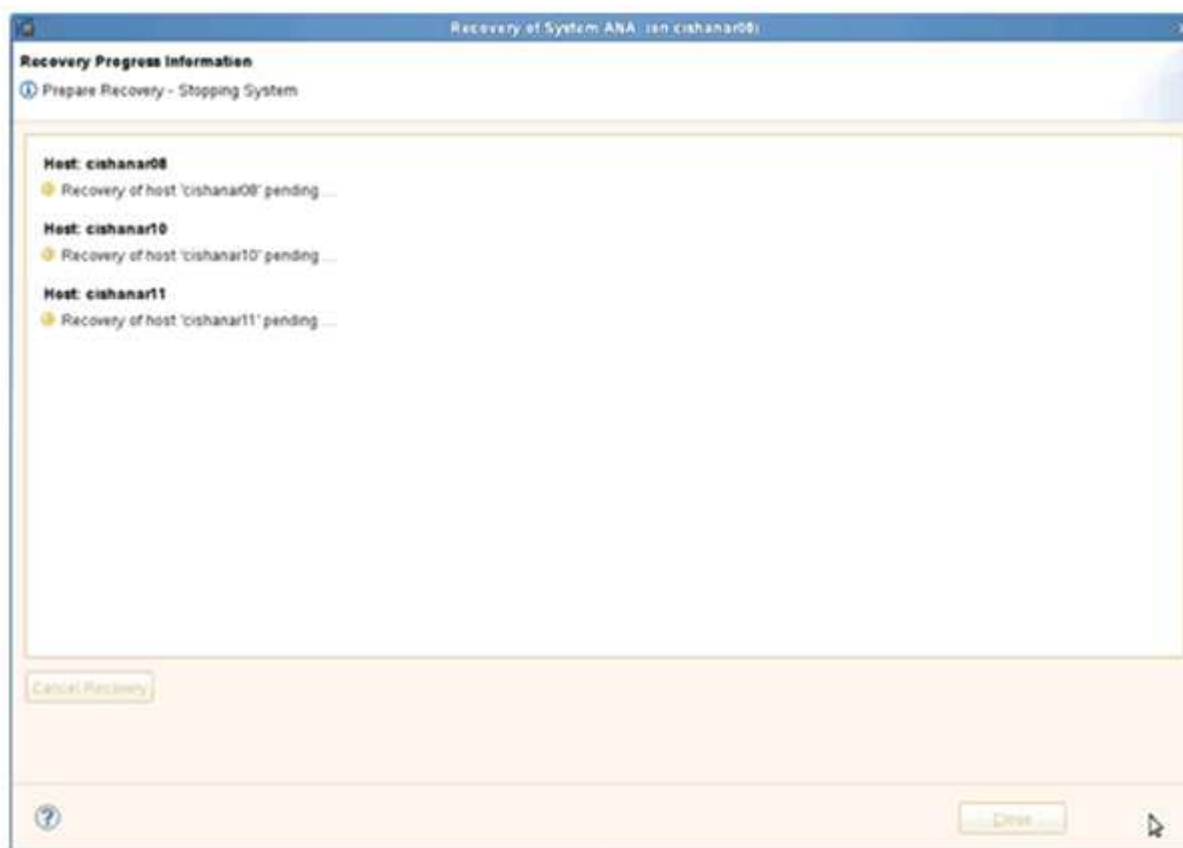 Recovery of System ANA (on cishanar08)
Recovery Progress Information
Prepare Recovery - Stopping System
Host: cishanar08
Recovery of host 'cishanar08' pending ...
Host: cishanar10
Recovery of host 'cishanar10' pending ...
Host: cishanar11
Recovery of host 'cishanar11' pending ...
Cancel Recovery
Close